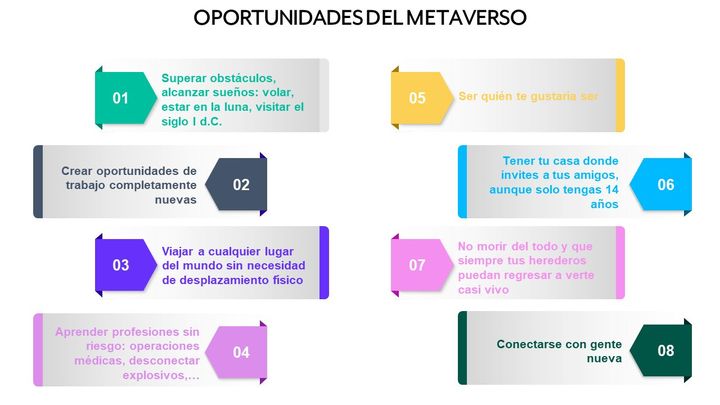 OPORTUNIDADES DEL METAVERSO
01
Superar obstáculos,
alcanzar sueños: volar,
estar en la luna, visitar el
siglo I d.C.
Crear oportunidades de
trabajo completamente
nuevas
02
03
Viajar a cualquier lugar
del mundo sin necesidad
de desplazamiento físico
Aprender profesiones sin
riesgo: operaciones
médicas, desconectar
explosivos,...
04
05
Ser quién te gustaria ser
Tener tu casa donde
invites a tus amigos,
aunque solo tengas 14
años
06
07
No morir del todo y que
siempre tus herederos
puedan regresar a verte
casi vivo
Conectarse con gente
nueva
08